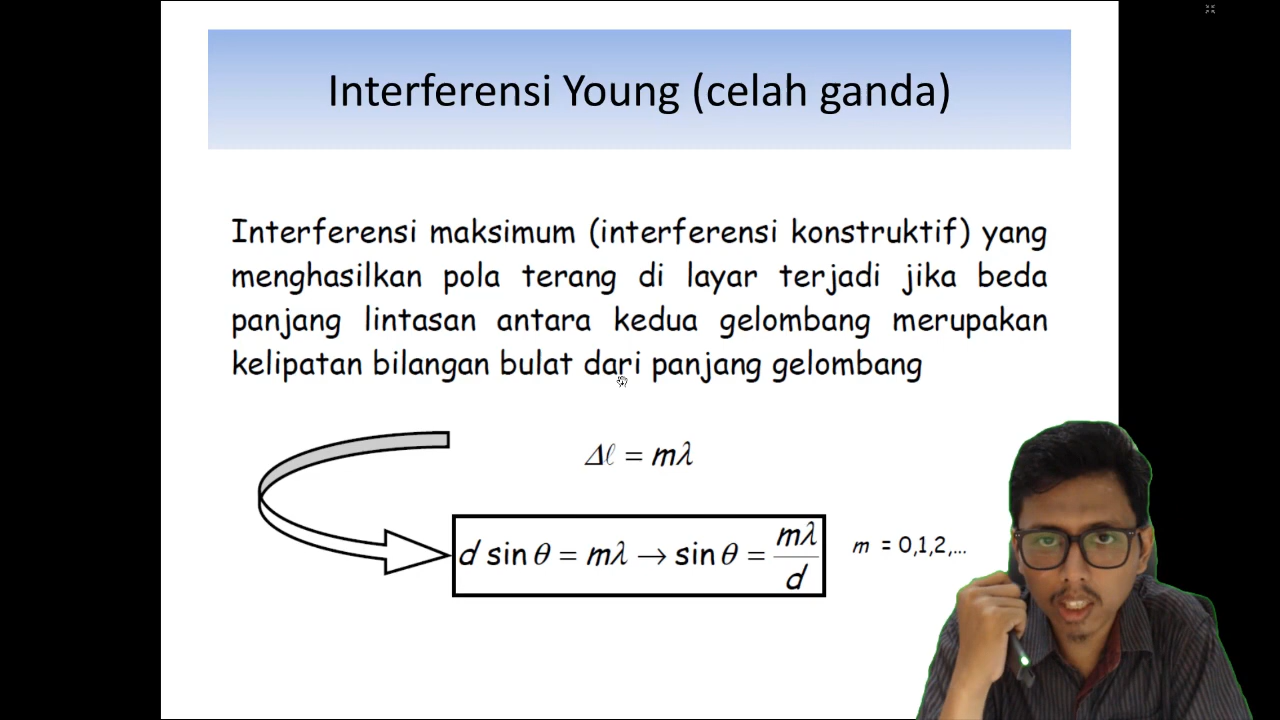 Interferensi Young (celah ganda)
Interferensi maksimum (interferensi konstruktif) yang
menghasilkan pola terang di layar terjadi jika beda
panjang lintasan antara kedua gelombang merupakan
kelipatan bilangan bulat dari panjang gelombang
Δℓ = mλ
d sin θ = mλ → sin θ = mλ/d
m = 0,1,2,...